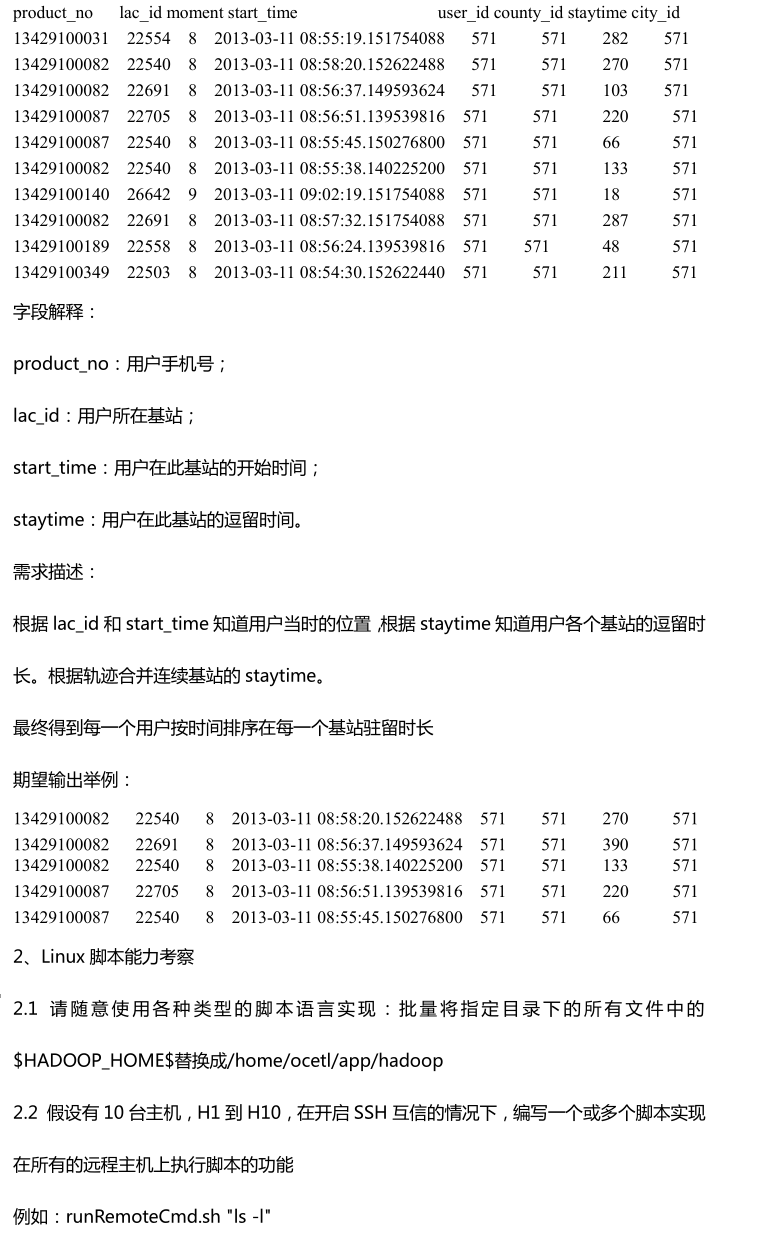 product_no lac_id moment start_time user_id county_id staytime city_id
13429100031 22554 8 2013-03-11 08:55:19.151754088 571 571 282 571
13429100082 22540 8 2013-03-11 08:58:20.152622488 571 571 270 571
13429100082 22691 8 2013-03-11 08:56:37.149593624 571 571 103 571
13429100087 22705 8 2013-03-11 08:56:51.139539816 571 571 220 571
13429100087 22540 8 2013-03-11 08:55:45.150276800 571 571 66 571
13429100082 22540 8 2013-03-11 08:55:38.140225200 571 571 133 571
13429100140 26642 9 2013-03-11 09:02:19.151754088 571 571 18 571
13429100082 22691 8 2013-03-11 08:57:32.151754088 571 571 287 571
13429100189 22558 8 2013-03-11 08:56:24.139539816 571 571 48 571
13429100349 22503 8 2013-03-11 08:54:30.152622440 571 571 211 571
字段解释：
product_no：用户手机号；
lac_id：用户所在基站；
start_time：用户在此基站的开始时间；
staytime：用户在此基站的逗留时间。
需求描述：
根据 lac_id 和 start_time 知道用户当时的位置，根据 staytime 知道用户各个基站的逗留时
长。根据轨迹合并连续基站的 staytime。
最终得到每一个用户按时间排序在每一个基站驻留时长
期望输出举例：
13429100082 22540 8 2013-03-11 08:58:20.152622488 571 571 270 571
13429100082 22691 8 2013-03-11 08:56:37.149593624 571 571 390 571
13429100082 22540 8 2013-03-11 08:55:38.140225200 571 571 133 571
13429100087 22705 8 2013-03-11 08:56:51.139539816 571 571 220 571
13429100087 22540 8 2013-03-11 08:55:45.150276800 571 571 66 571
2、Linux 脚本能力考察
2.1 请随意使用各种类型的脚本语言实现：批量将指定目录下的所有文件中的
$HADOOP_HOME$替换成/home/ocetl/app/hadoop
2.2 假设有 10 台主机，H1 到 H10，在开启 SSH 互信的情况下，编写一个或多个脚本实现
在所有的远程主机上执行脚本的功能
例如：runRemoteCmd.sh "ls -l"